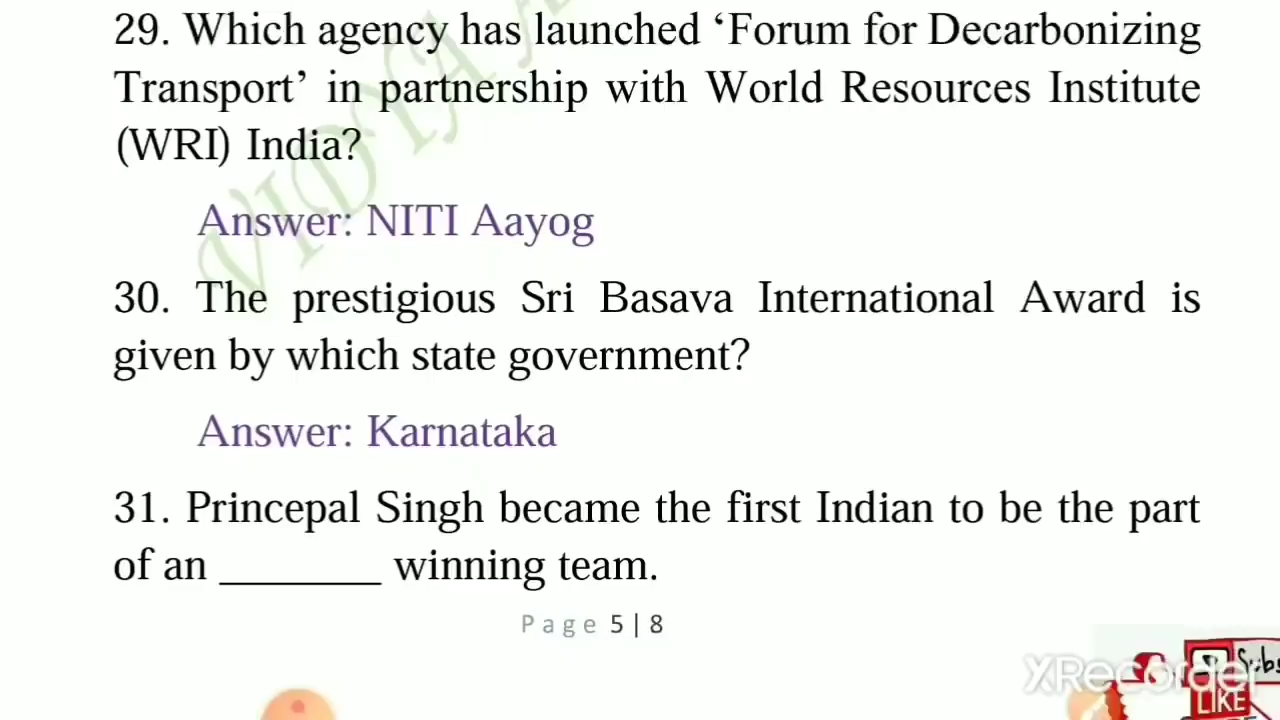 29. Which agency has launched ‘Forum for Decarbonizing
Transport’ in partnership with World Resources Institute
(WRI) India?
Answer: NITI Aayog
30. The prestigious Sri Basava International Award is
given by which state government?
Answer: Karnataka
31. Princepal Singh became the first Indian to be the part
of an ________ winning team.
Page 5 | 8
XRecorder
LIKE